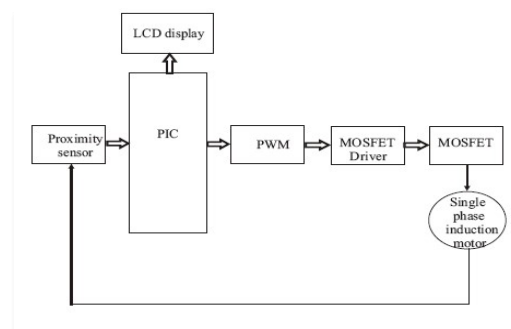 LCD display
Proximity
sensor
PIC
PWM
MOSFET
Driver
MOSFET
Single
phase
induction
motor